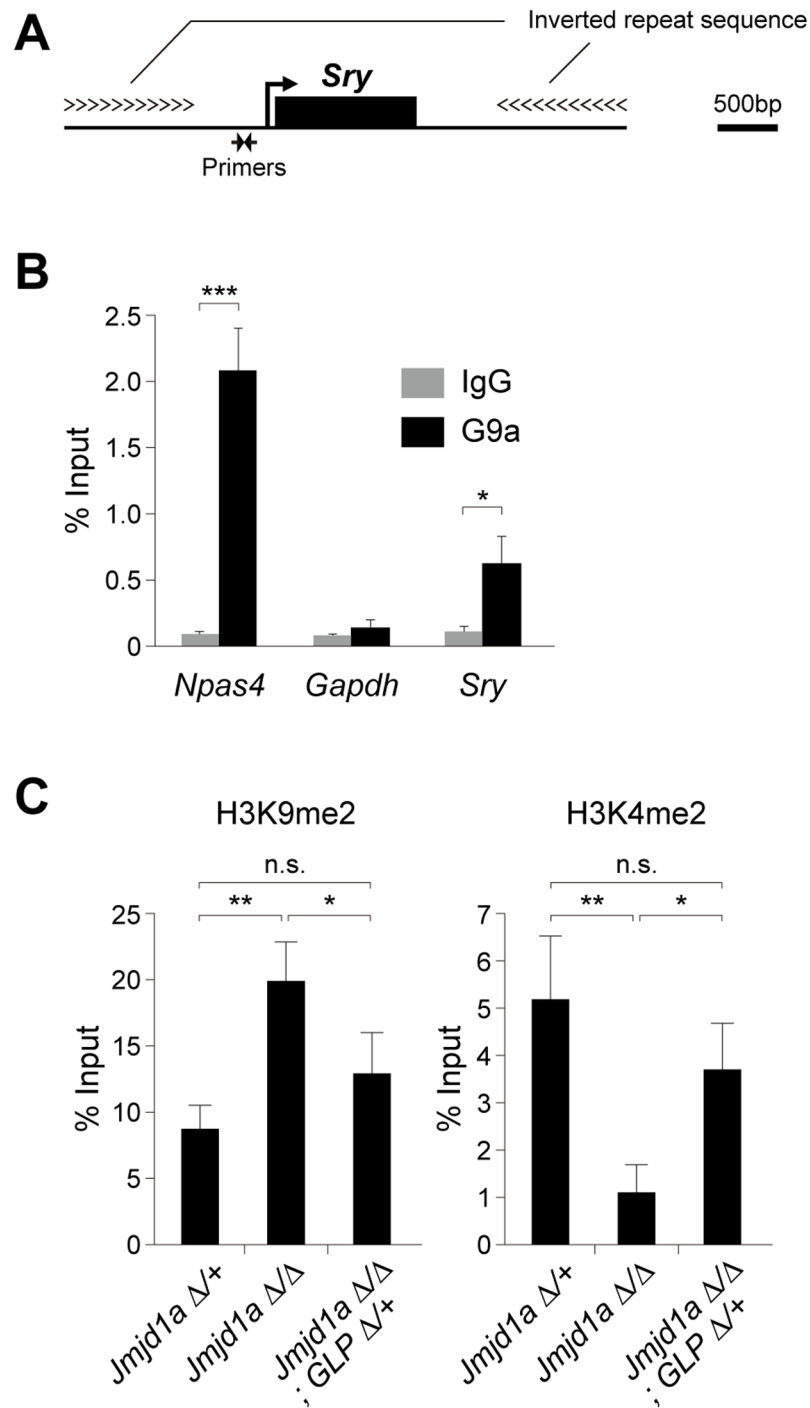 A
Inverted repeat sequence
Sry
>>>>>>>>>>>
<<<<<<<<<<<
500bp
Primers
B
***
2.5
2.0
1.5
1.0
0.5
0
% Input
IgG
G9a
*
Npas4
Gapdh
Sry
C
H3K9me2
n.s.
**
*
25
20
15
10
5
0
% Input
Jmjd1a Δ/+
Jmjd1a Δ/Δ
Jmjd1a Δ/Δ
; GLP Δ/+
H3K4me2
n.s.
**
*
7
6
5
4
3
2
1
0
% Input
Jmjd1a Δ/+
Jmjd1a Δ/Δ
Jmjd1a Δ/Δ
; GLP Δ/+